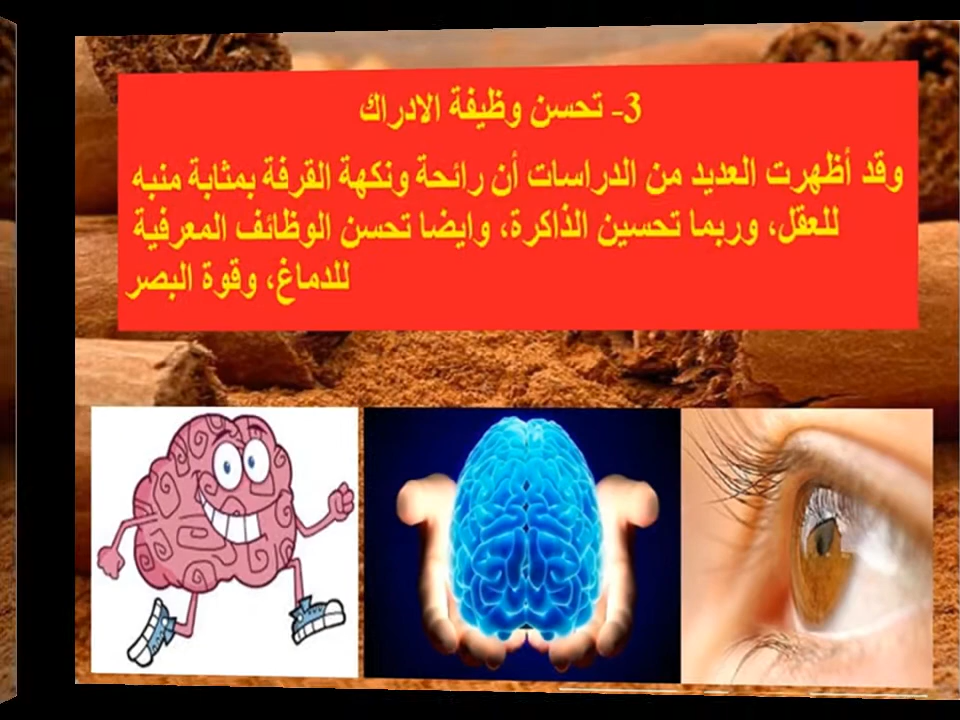 3- تحسن وظيفة الادراك
وقد أظهرت العديد من الدراسات أن رائحة ونكهة القرفة بمثابة منبه
للعقل، وربما تحسين الذاكرة، وايضا تحسن الوظائف المعرفية
للدماغ، وقوة البصر